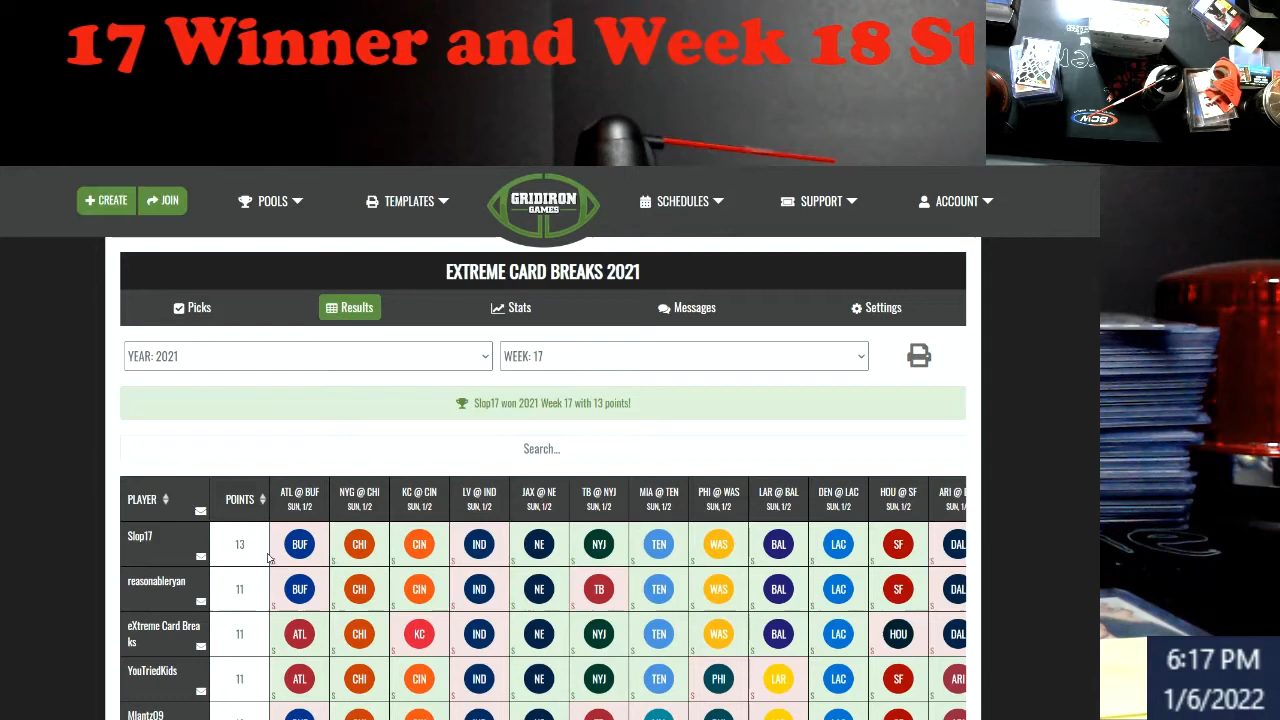 17 Winner and Week 18 St
BCW
CREATE
JOIN
POOLS
TEMPLATES
GRIDIRON
GAMES
SCHEDULES
SUPPORT
ACCOUNT
EXTREME CARD BREAKS 2021
Picks
Results
Stats
Messages
Settings
YEAR: 2021
WEEK: 17
Slop17 won 2021 Week 17 with 13 points!
Search...
PLAYER POINTS ATL @ BUF NYG @ CHI @ CIN @ IND JAX @ NE TB @ NYJ MIA @ TEN PHI @ WAS LAR @ BAL DEN @ LAC HOU @ SF ARI @ D
SUN, 1/2 SUN, 1/2 SUN, 1/2 SUN, 1/2 SUN, 1/2 SUN, 1/2 SUN, 1/2 SUN, 1/2 SUN, 1/2 SUN, 1/2 SUN, 1/2 SUN, 1/2
Slop17 13 BUF CHI CIN IND NE NYJ TEN WAS BAL LAC SF DAL
reasonableryan 11 BUF CHI CIN IND NE TB TEN WAS BAL LAC SF DAL
eXtreme Card Brea
ks 11 ATL CHI KC IND NE NYJ TEN WAS BAL LAC HOU DAL
YouTriedKids 11 ATL CHI CIN IND NE NYJ TEN PHI LAR LAC SF ARI
Mlantz09
6:17 PM
1/6/2022